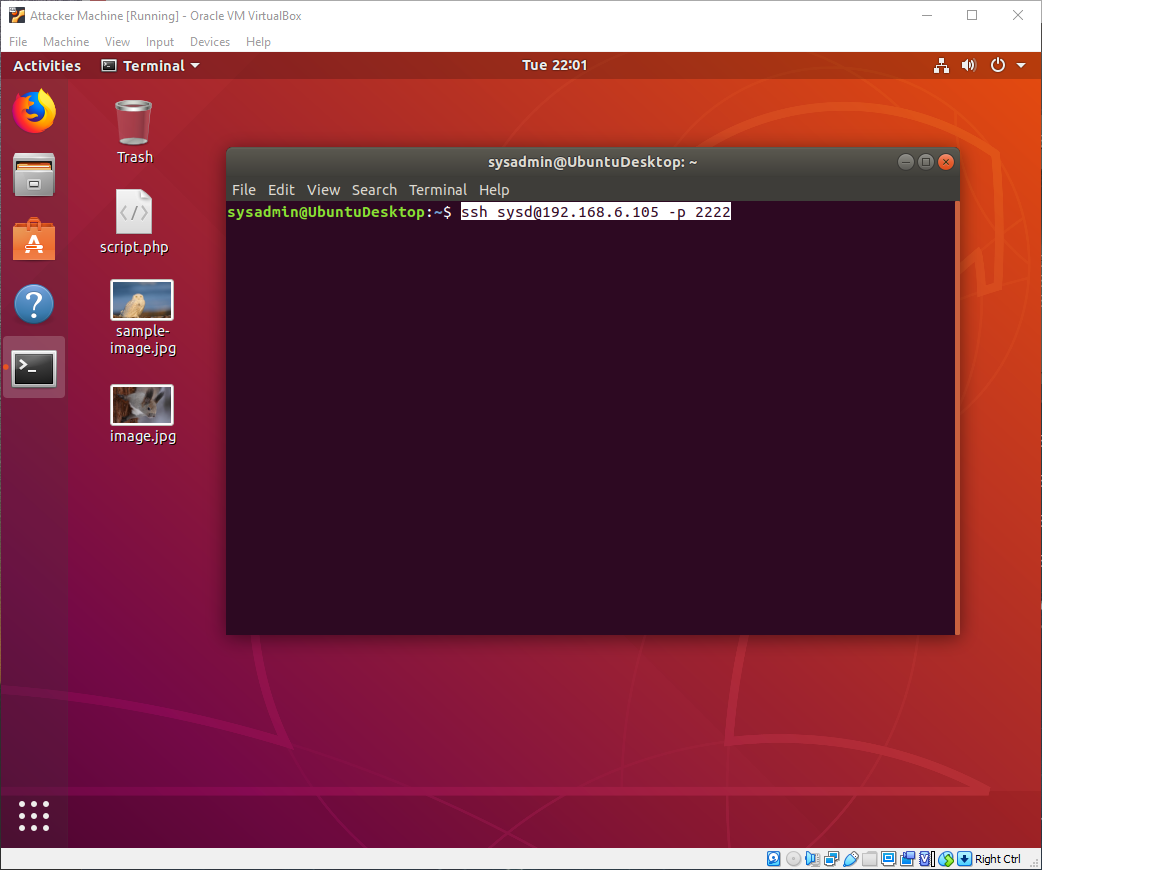 Attacker Machine [Running] - Oracle VM VirtualBox
File Machine View Input Devices Help
Activities Terminal Tue 22:01
Trash
sysadmin@UbuntuDesktop: ~
File Edit View Search Terminal Help
sysadmin@UbuntuDesktop:~$ ssh sysd@192.168.6.105 -p 2222
script.php
sample-
image.jpg
image.jpg
Right Ctrl